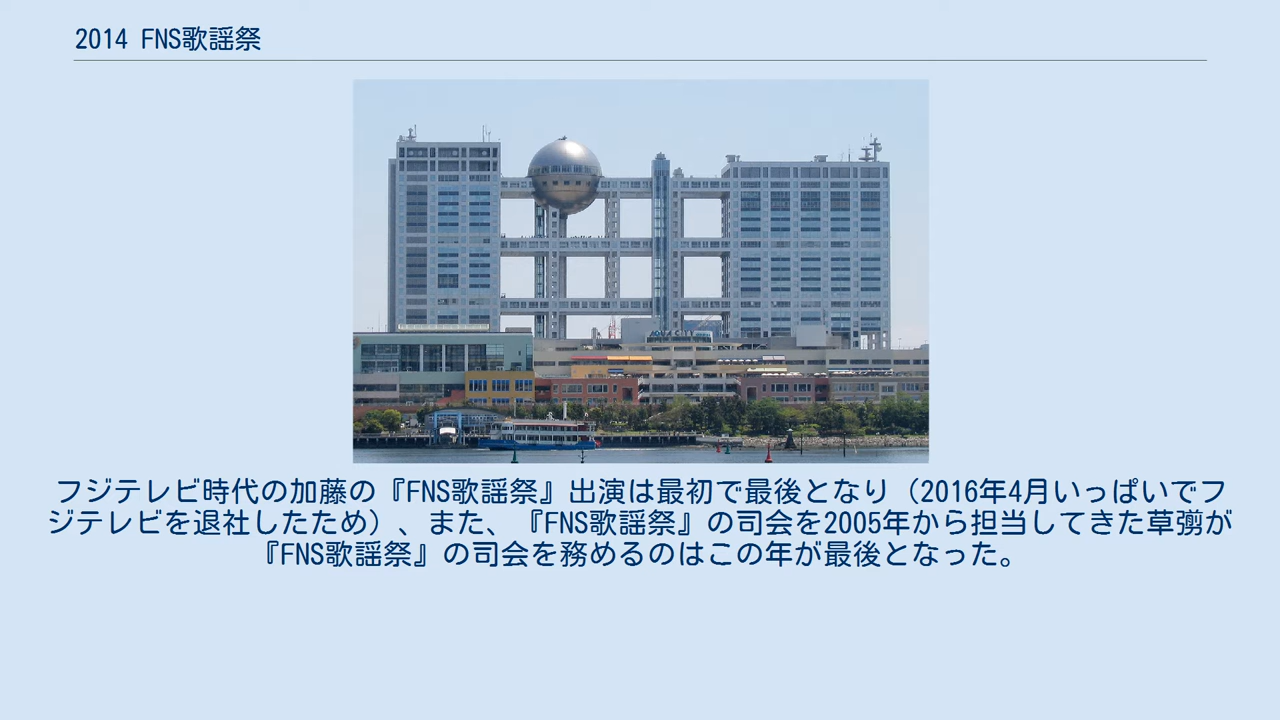 2014 FNS歌謡祭
フジテレビ時代の加藤の『FNS歌謡祭』出演は最初で最後となり（2016年4月いっぱいでフ
ジテレビを退社したため）、また、『FNS歌謡祭』の司会を2005年から担当してきた草彅が
『FNS歌謡祭』の司会を務めるのはこの年が最後となった。